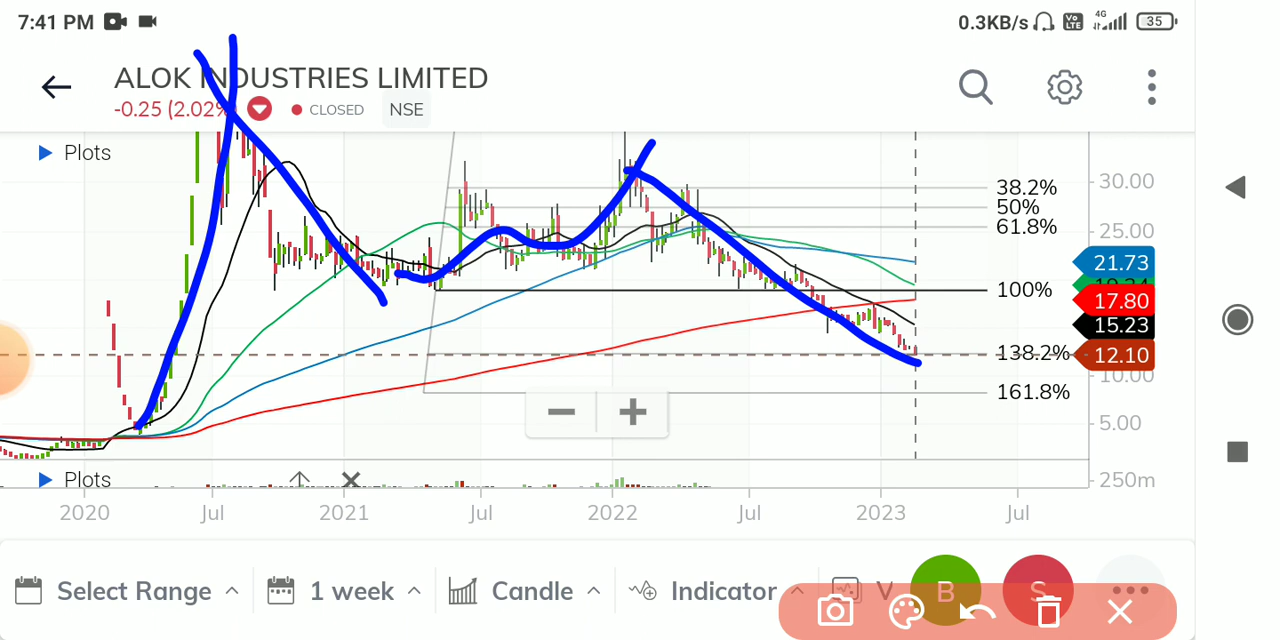 7:41 PM
0.3KB/s Vo LTE 4G 35
ALOK INDUSTRIES LIMITED
-0.25 (2.02% CLOSED NSE
Plots
38.2%
50%
61.8%
100%
138.2%
161.8%
30.00
25.00
21.73
17.80
15.23
12.10
10.00
5.00
Plots
250m
2020 Jul 2021 Jul 2022 Jul 2023 Jul
Select Range 1 week Candle Indicator V B S